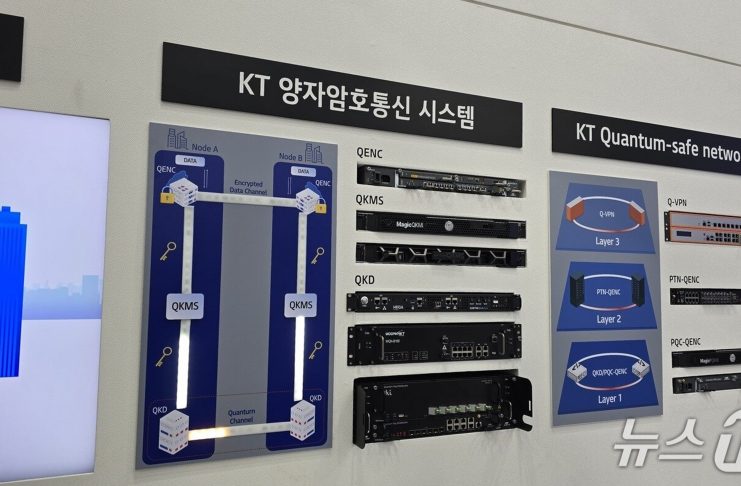 KT 양자암호통신 시스템
Node A
Node B
DATA
DATA
QENC
QENC
Encrypted
Data Channel
QKMS
QKMS
QKD
QKD
Quantum
Channel
QENC
QKMS
MagicQKM
QKD
KT Quantum-safe netwo
Q-VPN
Layer 3
PTN-QENC
Layer 2
QKD/PQC-QENC
Layer 1
Q-VPN
PTN-QENC
PQC-QENC
뉴스1